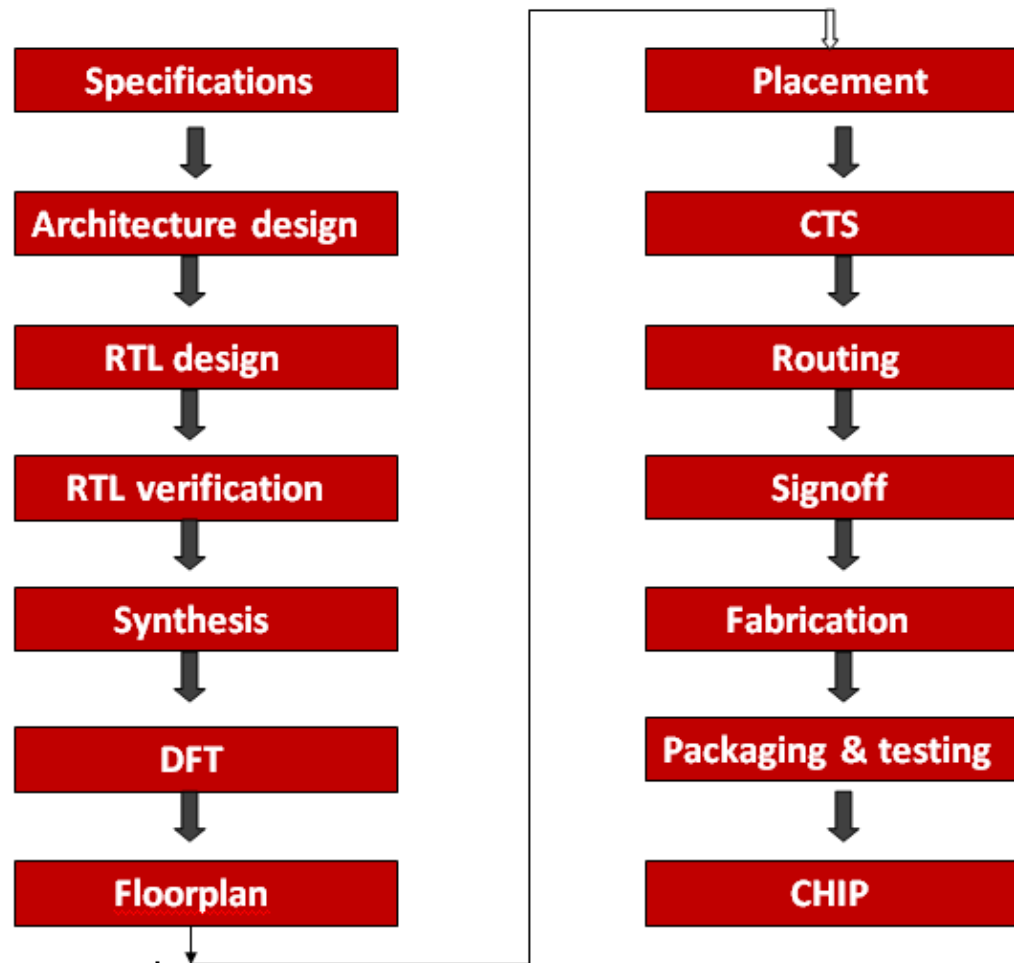 Specifications
Architecture design
RTL design
RTL verification
Synthesis
DFT
Floorplan
Placement
CTS
Routing
Signoff
Fabrication
Packaging & testing
CHIP